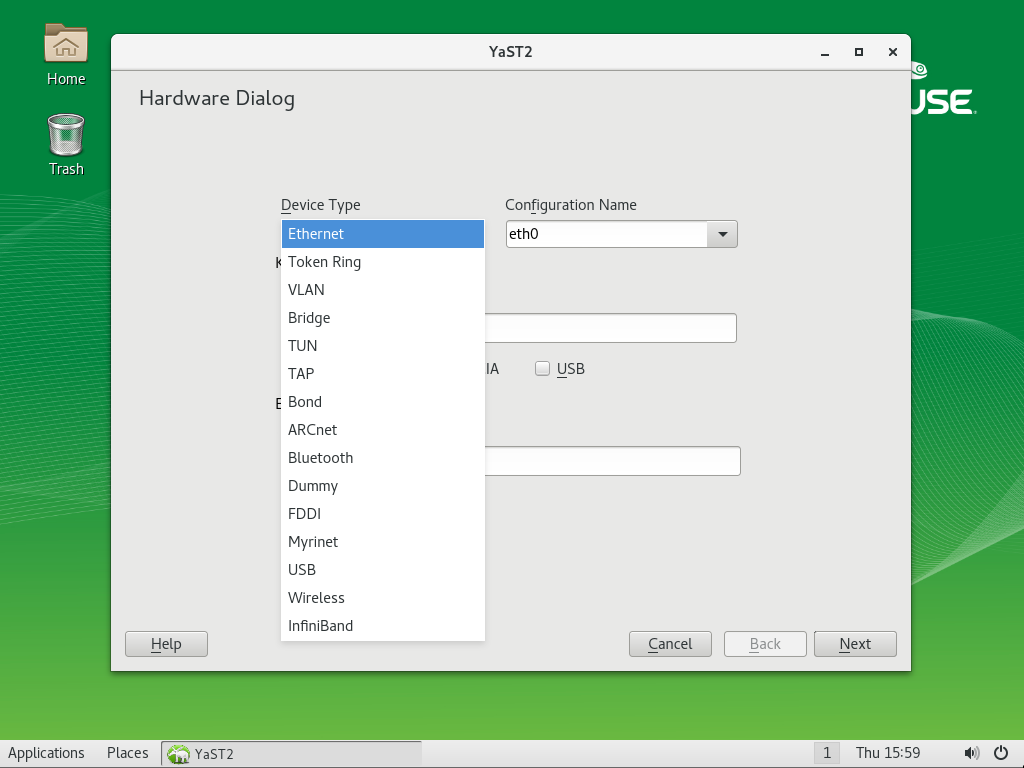 Home
Trash
YaST2
USE.
Hardware Dialog
Device Type
Configuration Name
Ethernet
eth0
Token Ring
VLAN
Bridge
TUN
IA
USB
TAP
Bond
ARCnet
Bluetooth
Dummy
FDDI
Myrinet
USB
Wireless
InfiniBand
Help
Cancel
Back
Next
Applications
Places
YaST2
1
Thu 15:59